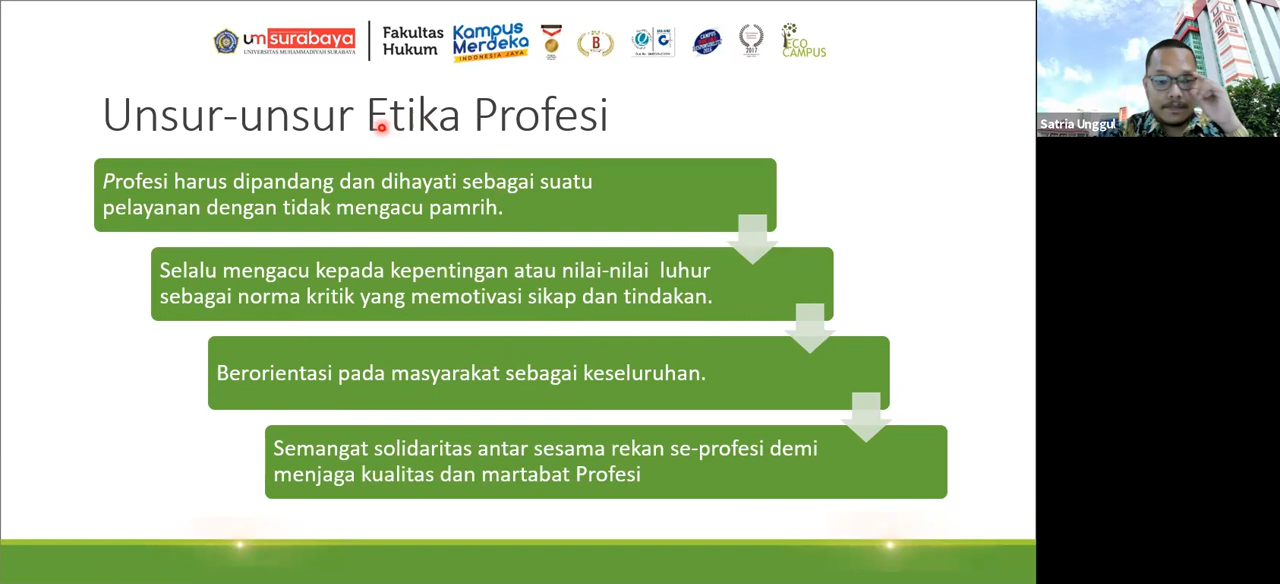 um surabaya
UNIVERSITAS MUHAMMADIYAH SURABAYA
Fakultas
Hukum
Kampus
Merdeka
INDONESIA JAYA
B
2017
ECO
CAMPUS
Satria Unggul
Unsur-unsur Etika Profesi
Profesi harus dipandang dan dihayati sebagai suatu
pelayanan dengan tidak mengacu pamrih.
Selalu mengacu kepada kepentingan atau nilai-nilai  luhur
sebagai norma kritik yang memotivasi sikap dan tindakan.
Berorientasi pada masyarakat sebagai keseluruhan.
Semangat solidaritas antar sesama rekan se-profesi demi
menjaga kualitas dan martabat Profesi